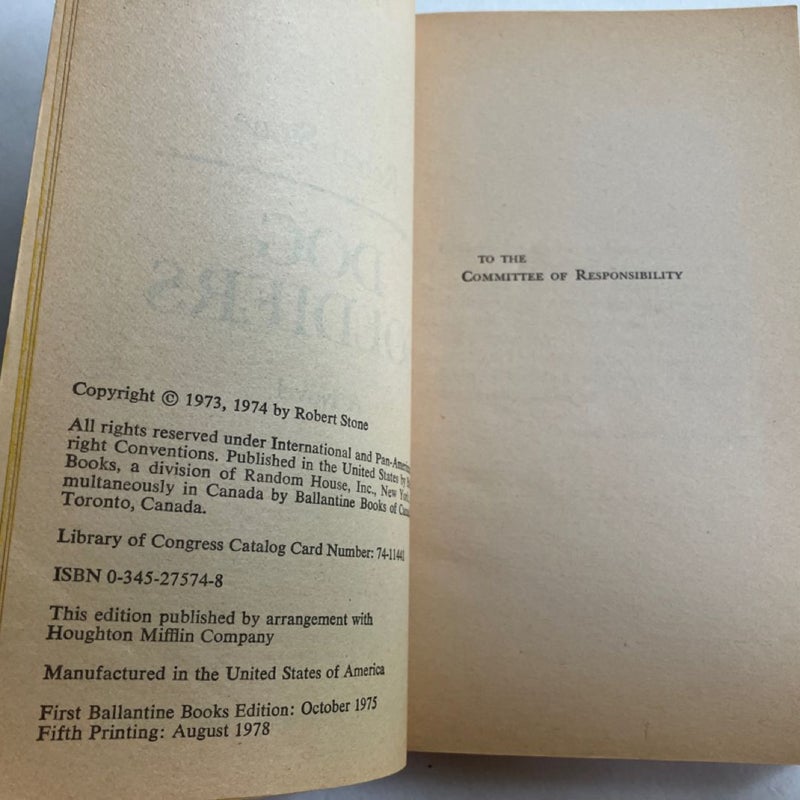 Copyright © 1973, 1974 by Robert Stone
All rights reserved under International and Pan-American
right Conventions. Published in the United States by
Books, a division of Random House, Inc., New York,
multaneously in Canada by Ballantine Books of
Toronto, Canada.
Library of Congress Catalog Card Number: 74-11441
ISBN 0-345-27574-8
This edition published by arrangement with
Houghton Mifflin Company
Manufactured in the United States of America
First Ballantine Books Edition: October 1975
Fifth Printing: August 1978
TO THE
COMMITTEE OF RESPONSIBILITY